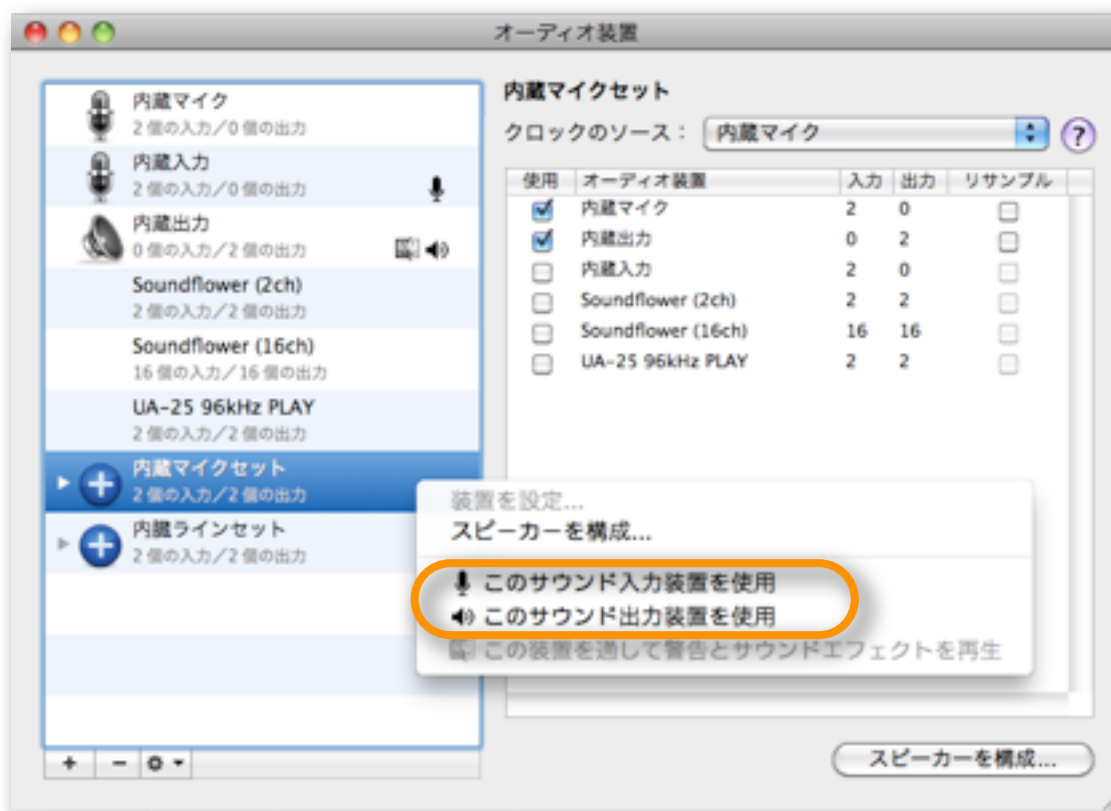 オーディオ装置
内蔵マイク
2 個の入力／0 個の出力
内蔵入力
2 個の入力／0 個の出力
内蔵出力
0 個の入力／2 個の出力
Soundflower (2ch)
2 個の入力／2 個の出力
Soundflower (16ch)
16 個の入力／16 個の出力
UA-25 96kHz PLAY
2 個の入力／2 個の出力
内蔵マイクセット
2 個の入力／2 個の出力
内臓ラインセット
2 個の入力／2 個の出力
内蔵マイクセット
クロックのソース： 内蔵マイク ?
使用 オーディオ装置 入力 出力 リサンプル
内蔵マイク 2 0
内蔵出力 0 2
内蔵入力 2 0
Soundflower (2ch) 2 2
Soundflower (16ch) 16 16
UA-25 96kHz PLAY 2 2
装置を設定...
スピーカーを構成...
このサウンド入力装置を使用
このサウンド出力装置を使用
この装置を通して警告とサウンドエフェクトを再生
スピーカーを構成...